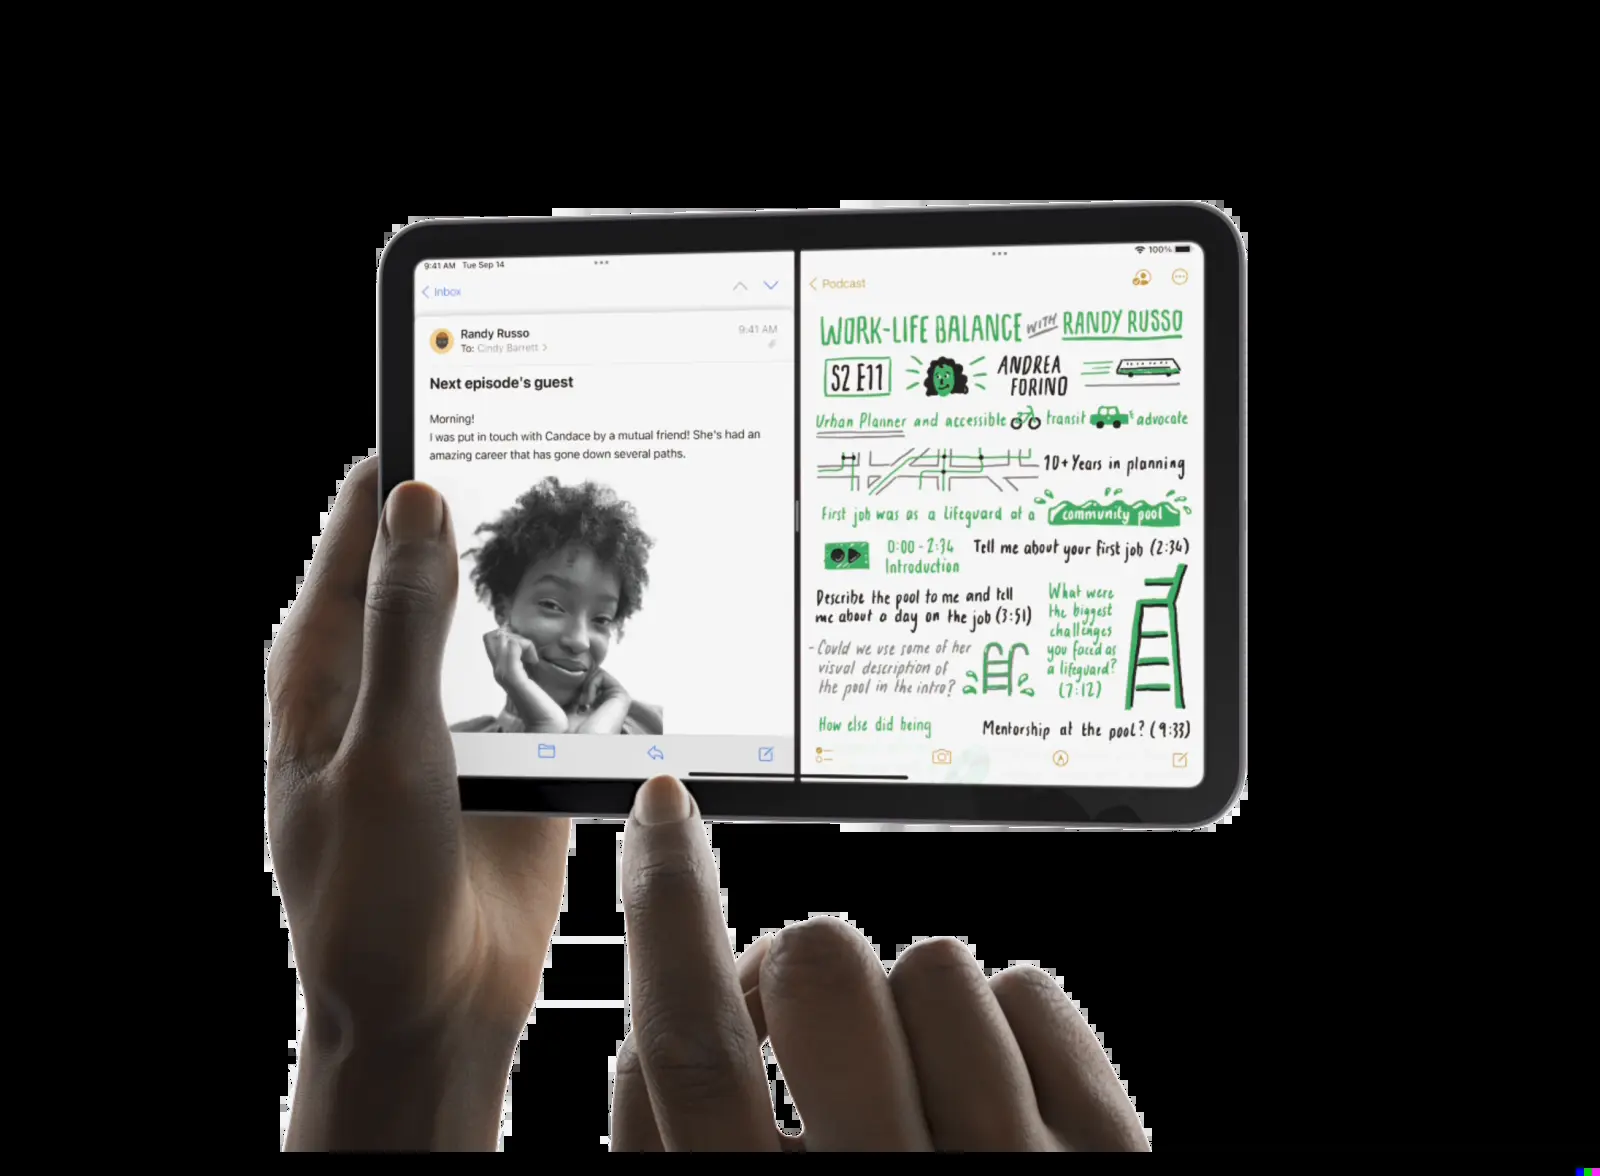 9:41 AM Tue Sep 14
Inbox
Randy Russo
9:41 AM
To: Cindy Barrett
Next episode's guest
Morning!
I was put in touch with Candace by a mutual friend! She's had an
amazing career that has gone down several paths.
100%
Podcast
WORK-LIFE BALANCE WITH RANDY RUSSO
S2 E11
ANDREA
FORINO
Urban Planner and accessible transit advocate
10+ Years in planning
First job was as a lifeguard at a community pool
0:00 - 2:34
Introduction
Tell me about your first job (2:34)
Describe the pool to me and tell
me about a day on the job (3:51)
- Could we use some of her
visual description of
the pool in the intro?
What were
the biggest
challenges
you faced as
a lifeguard?
(7:12)
How else did being
Mentorship at the pool? (9:33)